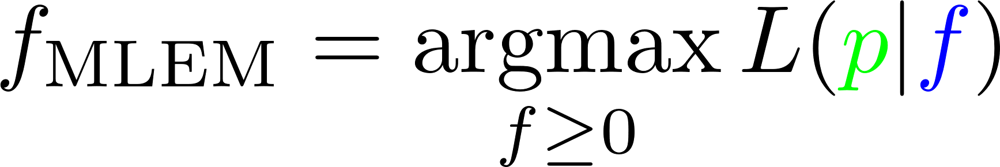 f_MLEM = argmax L(p|f)
f≥0